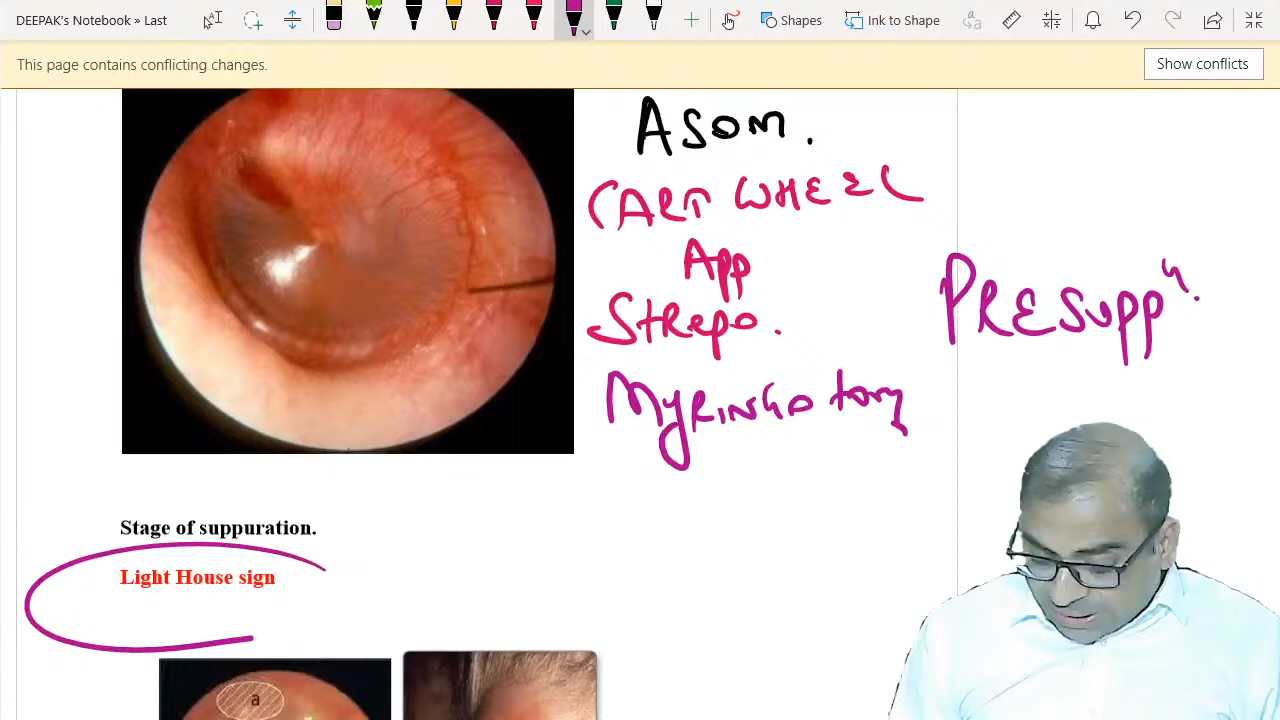 DEEPAK's Notebook » Last
Shapes
Ink to Shape
This page contains conflicting changes.
Show conflicts
ASOM.
CART WHEEL
App
Strepo.
PRESupp
Myringotomy
Stage of suppuration.
Light House sign
a